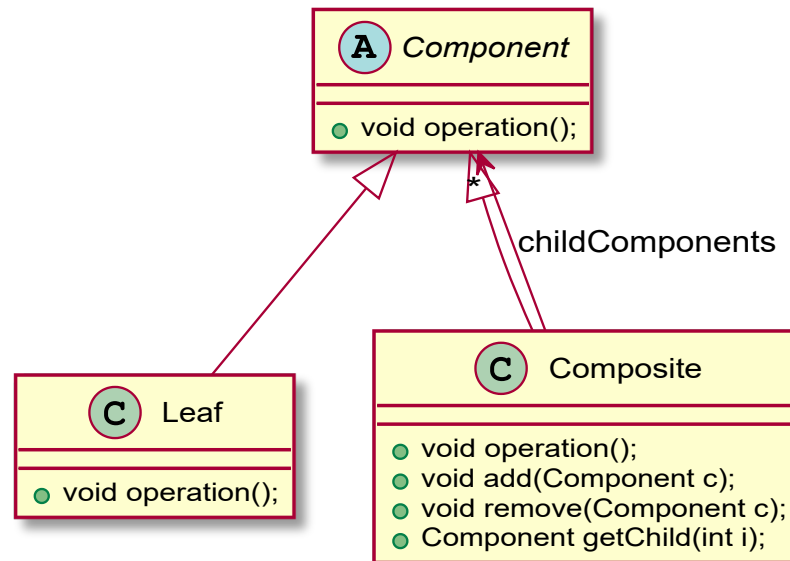 A Component
void operation();
*
childComponents
C Leaf
void operation();
C Composite
void operation();
void add(Component c);
void remove(Component c);
Component getChild(int i);